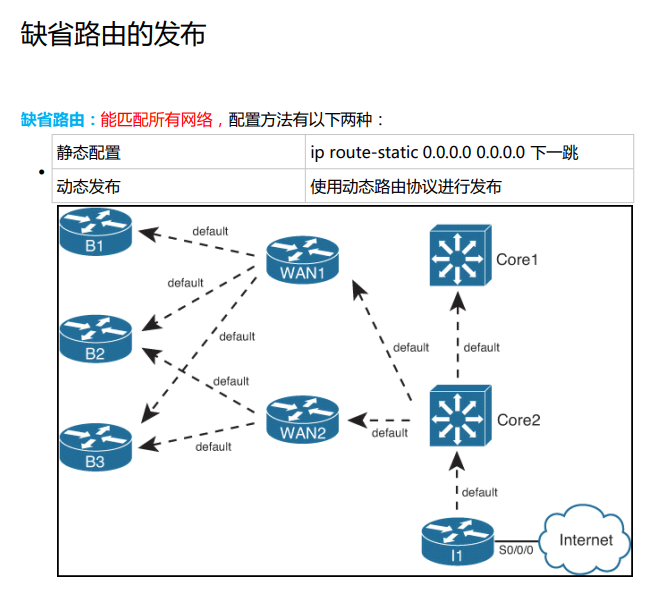 缺省路由的发布
缺省路由：能匹配所有网络，配置方法有以下两种：
静态配置 ip route-static 0.0.0.0 0.0.0.0 下一跳
动态发布 使用动态路由协议进行发布
B1
default
WAN1
Core1
default
B2
default
default
default
default
WAN2
default
Core2
B3
default
default
I1
S0/0/0
Internet